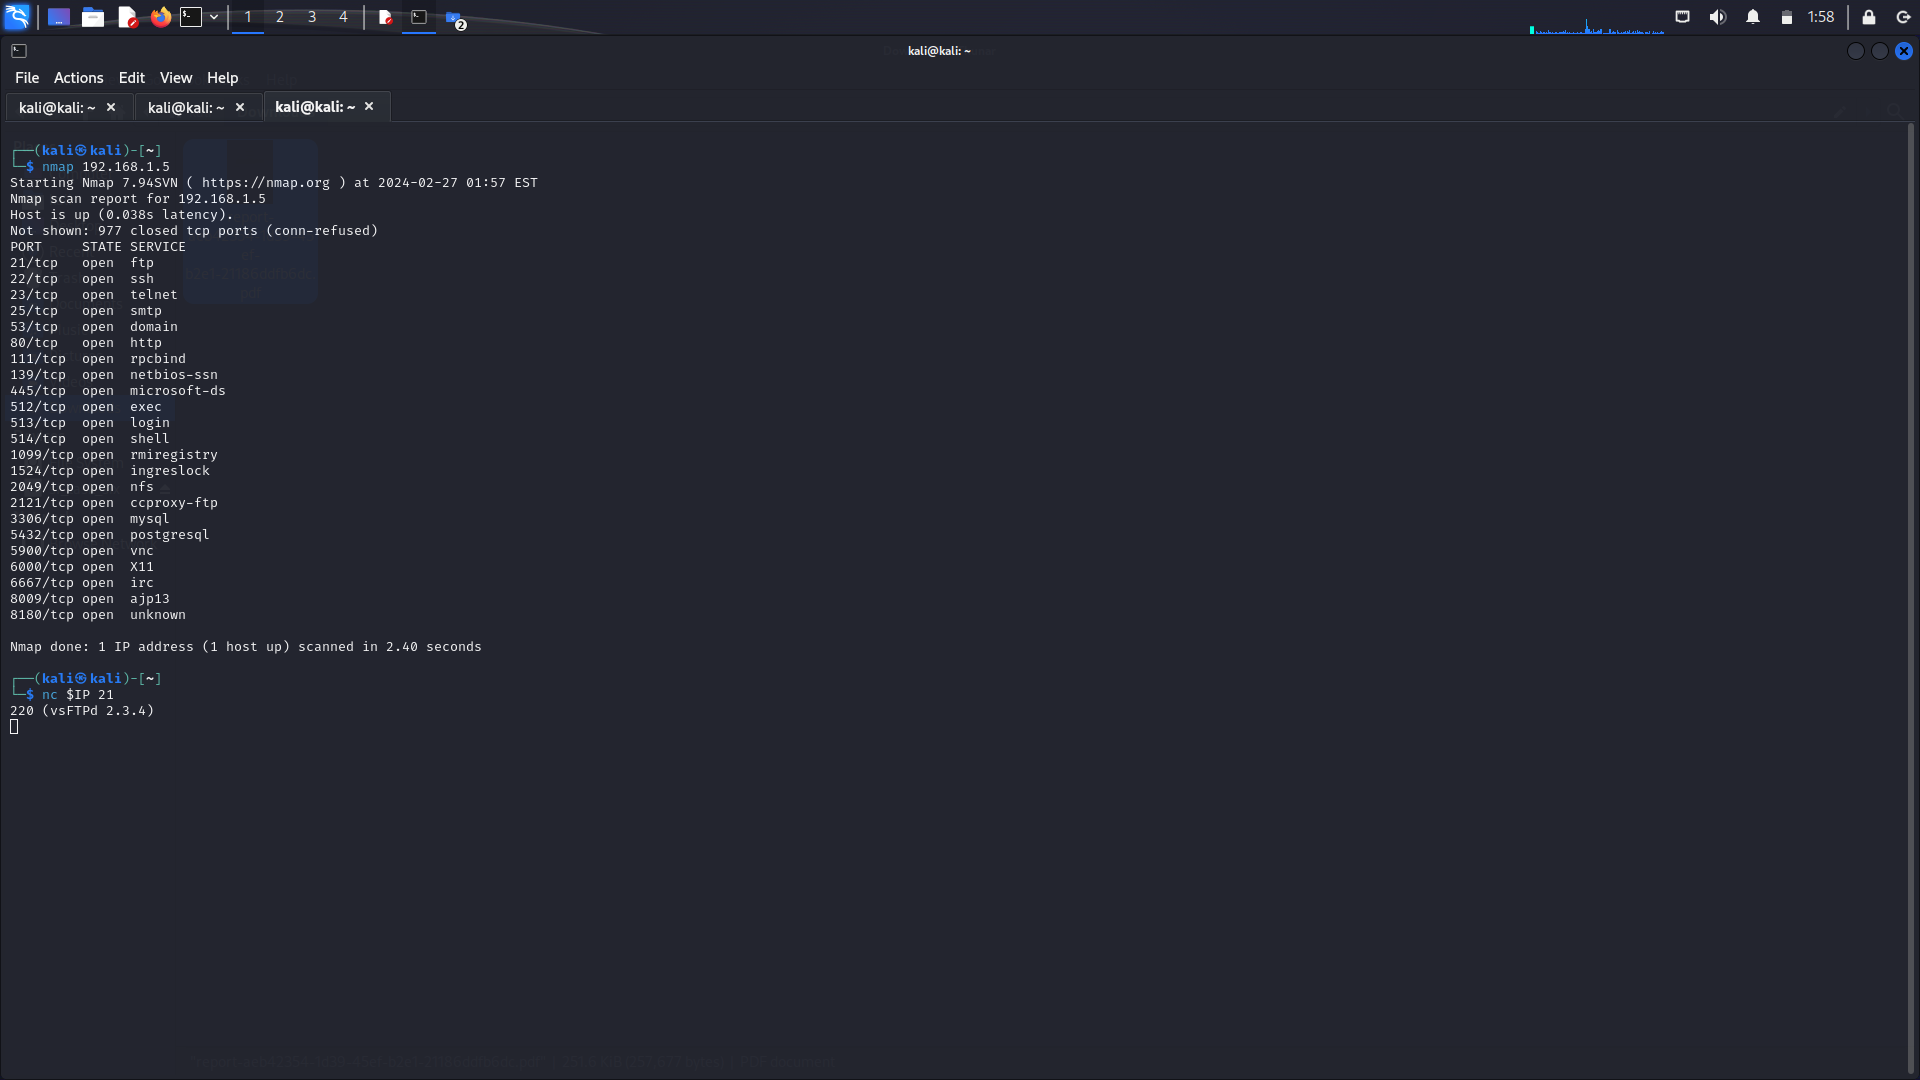 1 2 3 4
2
1:58
kali@kali: ~
File Actions Edit View Help
kali@kali: ~ × kali@kali: ~ × kali@kali: ~ ×
┌──(kali㉿kali)-[~]
└─$ nmap 192.168.1.5
Starting Nmap 7.94SVN ( https://nmap.org ) at 2024-02-27 01:57 EST
Nmap scan report for 192.168.1.5
Host is up (0.038s latency).
Not shown: 977 closed tcp ports (conn-refused)
PORT     STATE SERVICE
21/tcp   open  ftp
22/tcp   open  ssh
23/tcp   open  telnet
25/tcp   open  smtp
53/tcp   open  domain
80/tcp   open  http
111/tcp  open  rpcbind
139/tcp  open  netbios-ssn
445/tcp  open  microsoft-ds
512/tcp  open  exec
513/tcp  open  login
514/tcp  open  shell
1099/tcp open  rmiregistry
1524/tcp open  ingreslock
2049/tcp open  nfs
2121/tcp open  ccproxy-ftp
3306/tcp open  mysql
5432/tcp open  postgresql
5900/tcp open  vnc
6000/tcp open  X11
6667/tcp open  irc
8009/tcp open  ajp13
8180/tcp open  unknown
Nmap done: 1 IP address (1 host up) scanned in 2.40 seconds
┌──(kali㉿kali)-[~]
└─$ nc $IP 21
220 (vsFTPd 2.3.4)